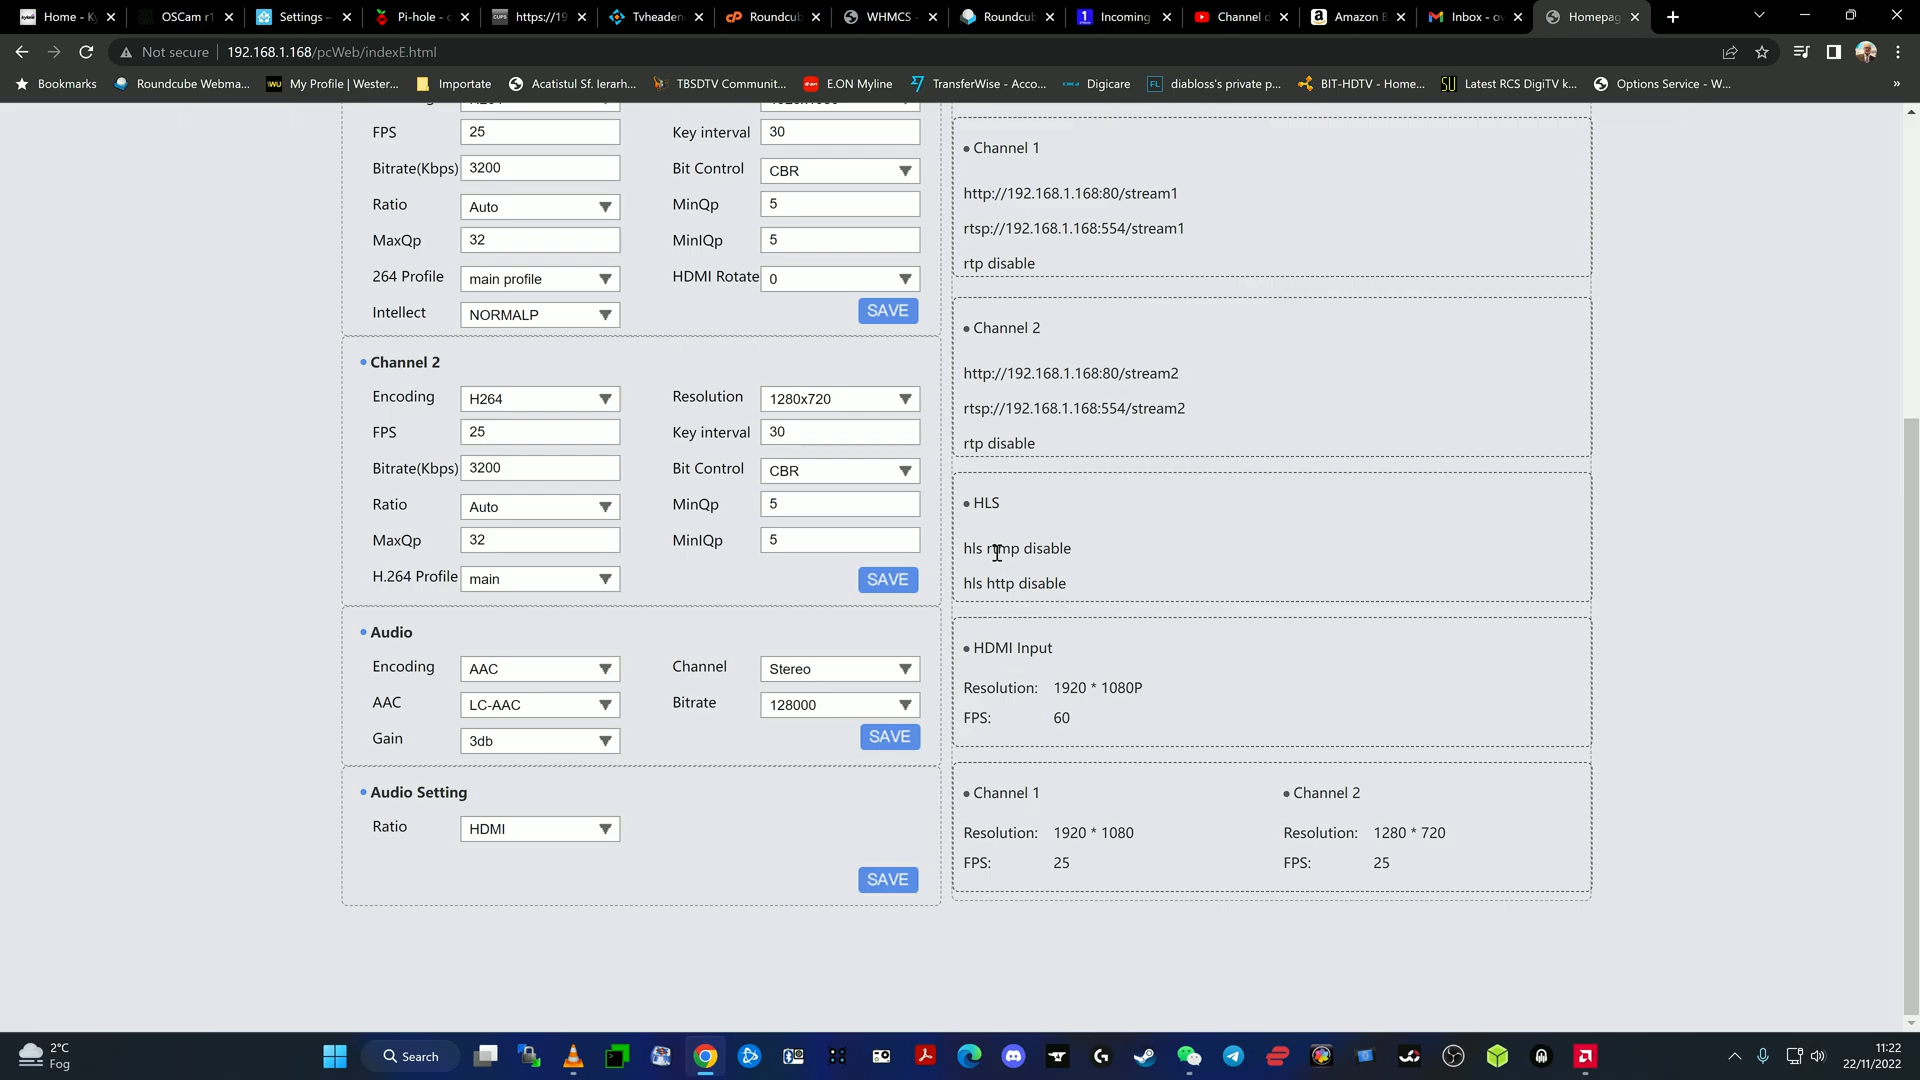 Home - Ky
OSCam r1
Settings –
Pi-hole - c
https://19
Tvheaden
Roundcub
WHMCS -
Roundcub
Incoming
Channel d
Amazon B
Inbox - ov
Homepag
Not secure
192.168.1.168/pcWeb/indexE.html
Bookmarks
Roundcube Webma...
My Profile | Wester...
Importate
Acatistul Sf. Ierarh...
TBSDTV Communit...
E.ON Myline
TransferWise - Acco...
Digicare
diabloss's private p...
BIT-HDTV - Home...
Latest RCS DigiTV k...
Options Service - W...
FPS 25 Key interval 30
Bitrate(Kbps) 3200 Bit Control CBR
Ratio Auto MinQp 5
MaxQp 32 MinIQp 5
264 Profile main profile HDMI Rotate 0
Intellect NORMALP SAVE
Channel 2
Encoding H264 Resolution 1280x720
FPS 25 Key interval 30
Bitrate(Kbps) 3200 Bit Control CBR
Ratio Auto MinQp 5
MaxQp 32 MinIQp 5
H.264 Profile main SAVE
Audio
Encoding AAC Channel Stereo
AAC LC-AAC Bitrate 128000
Gain 3db SAVE
Audio Setting
Ratio HDMI
SAVE
Channel 1
http://192.168.1.168:80/stream1
rtsp://192.168.1.168:554/stream1
rtp disable
Channel 2
http://192.168.1.168:80/stream2
rtsp://192.168.1.168:554/stream2
rtp disable
HLS
hls rtmp disable
hls http disable
HDMI Input
Resolution: 1920 * 1080P
FPS: 60
Channel 1 Channel 2
Resolution: 1920 * 1080 Resolution: 1280 * 720
FPS: 25 FPS: 25
2°C
Fog
Search
11:22
22/11/2022